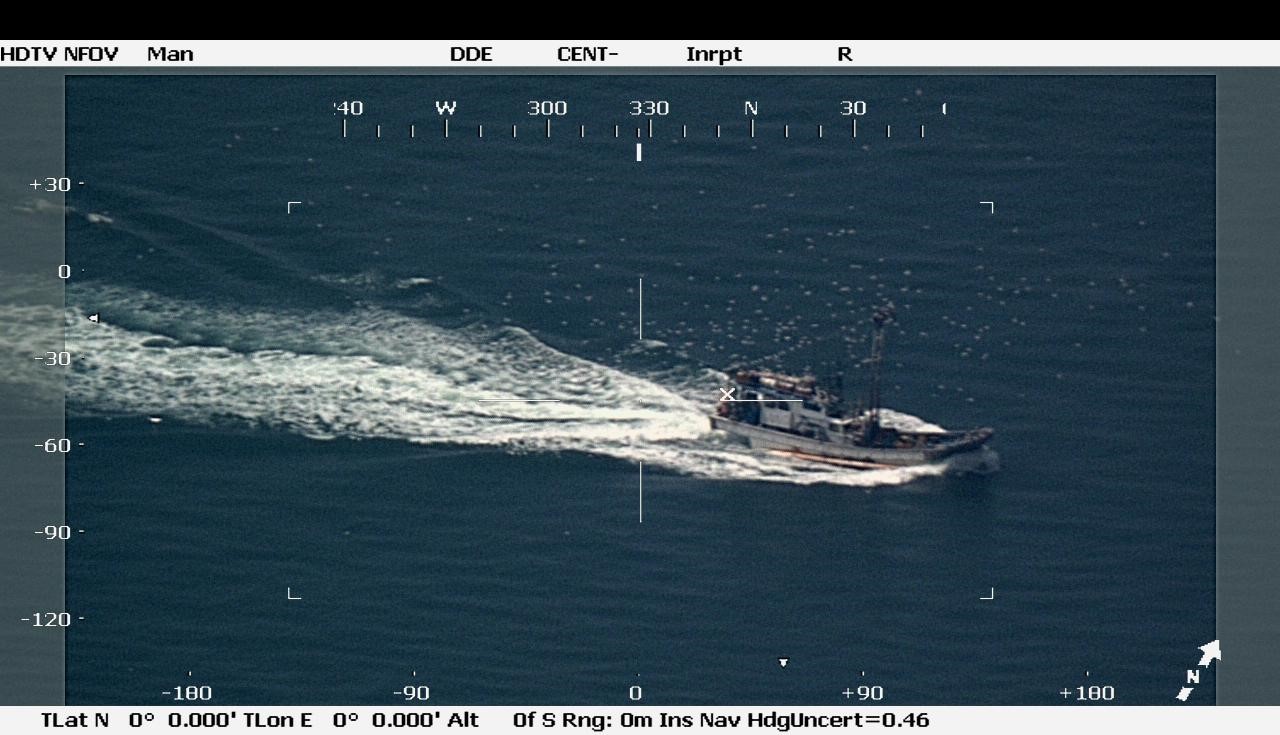 HDTV NFOV Man DDE CENT- Inrpt R
40 W 300 330 N 30
+30
0
-30
-60
-90
-120
N
-180 -90 0 +90 +180
TLat N 0° 0.000' TLon E 0° 0.000' Alt 0f S Rng: 0m Ins Nav HdgUncert=0.46